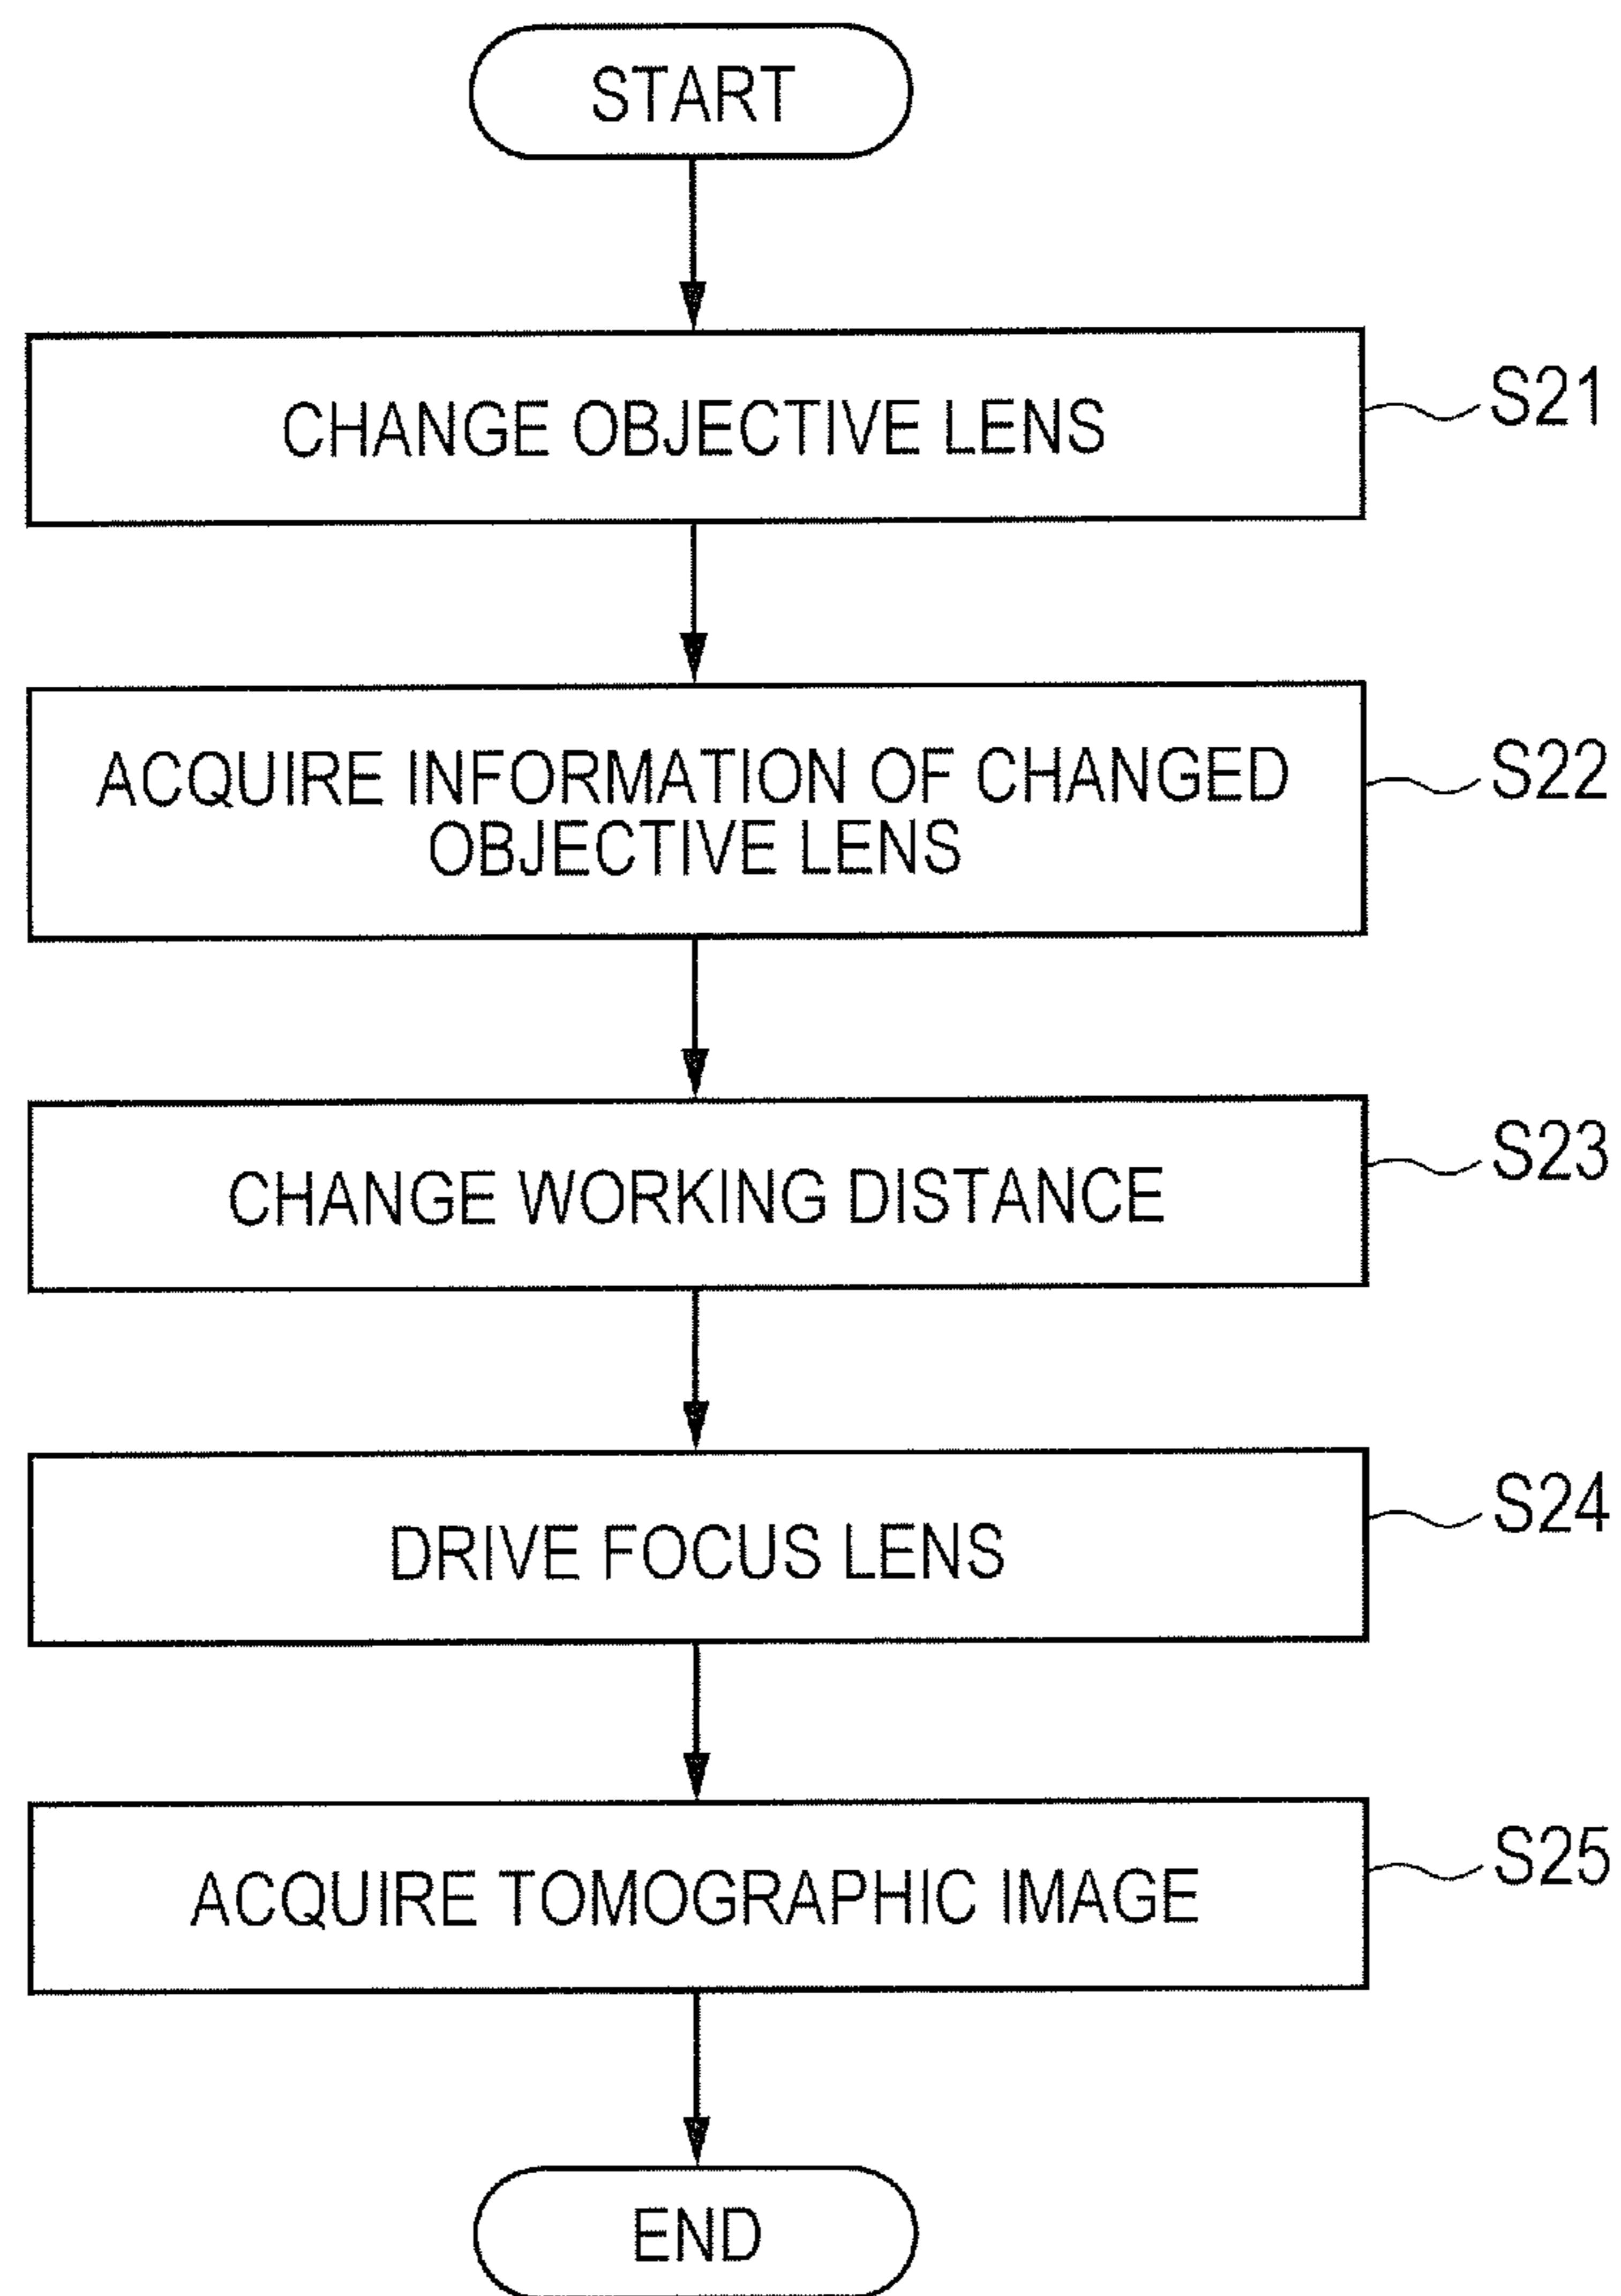 START
CHANGE OBJECTIVE LENS
S21
ACQUIRE INFORMATION OF CHANGED
OBJECTIVE LENS
S22
CHANGE WORKING DISTANCE
S23
DRIVE FOCUS LENS
S24
ACQUIRE TOMOGRAPHIC IMAGE
S25
END